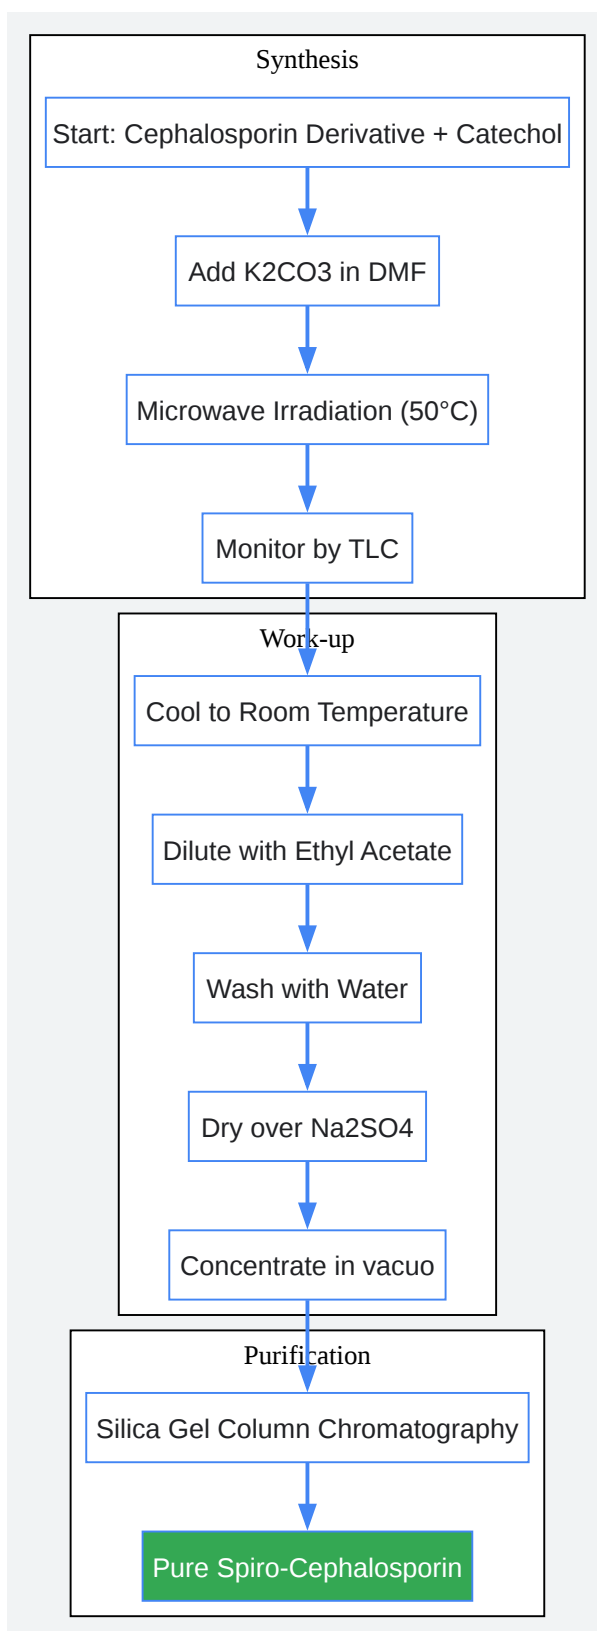 Synthesis
Start: Cephalosporin Derivative + Catechol
Add K2CO3 in DMF
Microwave Irradiation (50°C)
Monitor by TLC
Work-up
Cool to Room Temperature
Dilute with Ethyl Acetate
Wash with Water
Dry over Na2SO4
Concentrate in vacuo
Purification
Silica Gel Column Chromatography
Pure Spiro-Cephalosporin